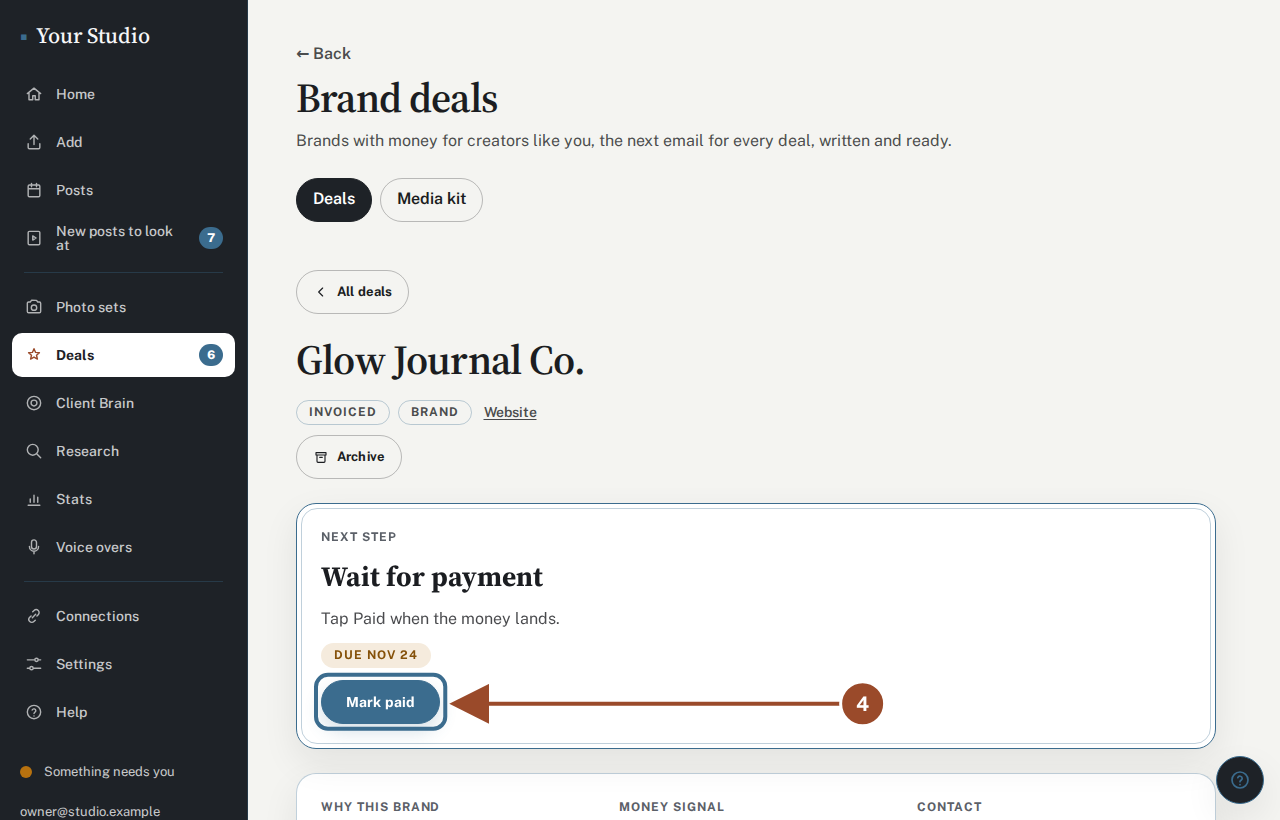 Your Studio
Home
Add
Posts
New posts to look
at
7
Photo sets
Deals
6
Client Brain
Research
Stats
Voice overs
Connections
Settings
Help
Something needs you
owner@studio.example
← Back
Brand deals
Brands with money for creators like you, the next email for every deal, written and ready.
Deals
Media kit
All deals
Glow Journal Co.
INVOICED
BRAND
Website
Archive
NEXT STEP
Wait for payment
Tap Paid when the money lands.
DUE NOV 24
Mark paid
4
WHY THIS BRAND
MONEY SIGNAL
CONTACT